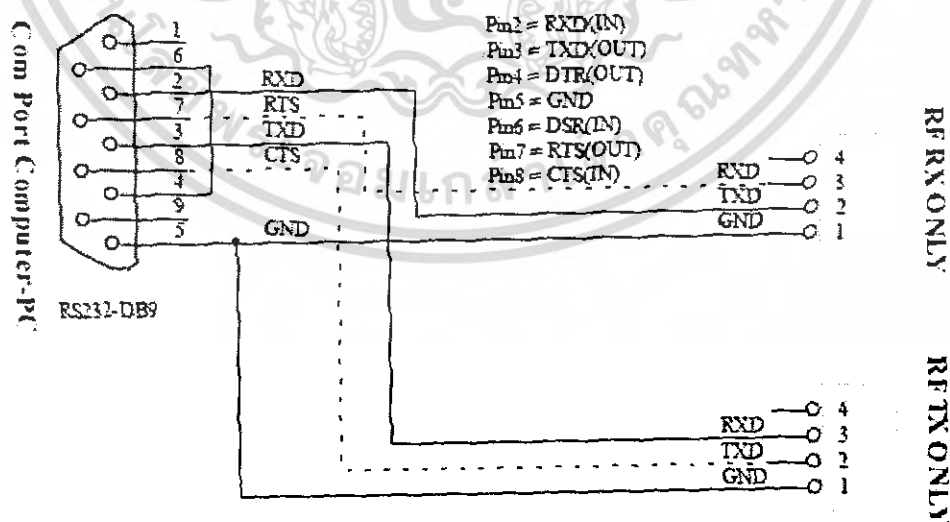 Com Port Computer-PC
1
6
2
7
3
8
4
9
5
RXD
RTS
TXD
CTS
GND
RS232-DB9
Pin2 = RXD(IN)
Pin3 = TXD(OUT)
Pin4 = DTR(OUT)
Pin5 = GND
Pin6 = DSR(IN)
Pin7 = RTS(OUT)
Pin8 = CTS(IN)
4
RXD 3
TXD 2
GND 1
RF RX ONLY
4
RXD 3
TXD 2
GND 1
RF TX ONLY